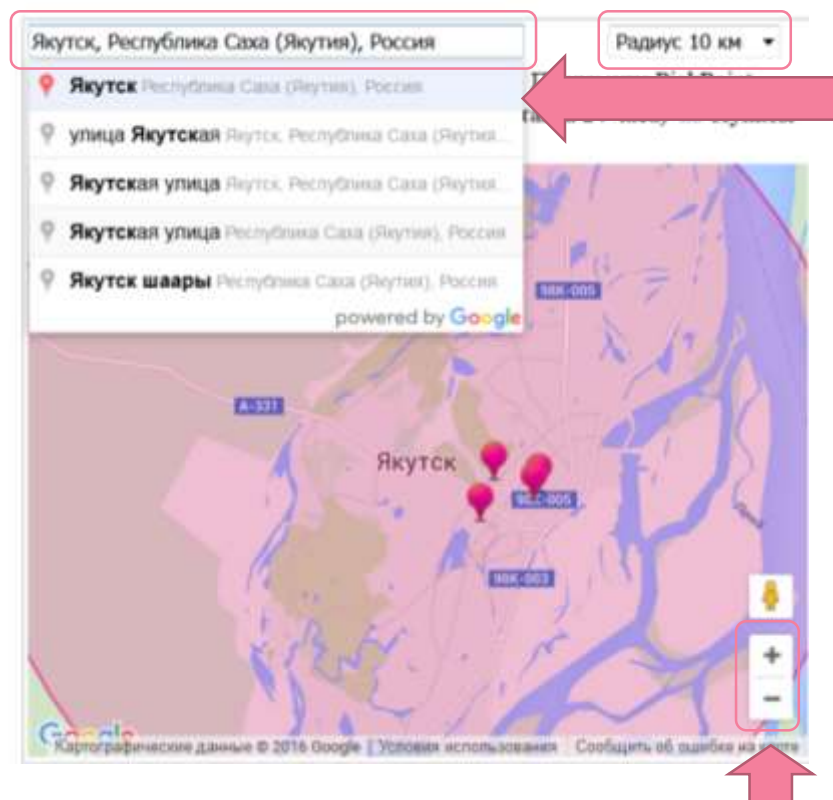 Якутск, Республика Саха (Якутия), Россия
Радиус 10 км
Якутск Республика Саха (Якутия), Россия
улица Якутская Якутск, Республика Саха (Якутия...
Якутская улица Якутск, Республика Саха (Якутия...
Якутская улица Республика Саха (Якутия), Россия
Якутск шаары Республика Саха (Якутия), Россия
powered by Google
98К-005
А-331
Якутск
98К-005
98К-003
+
−
Google
Картографические данные © 2016 Google | Условия использования Сообщить об ошибке на карте